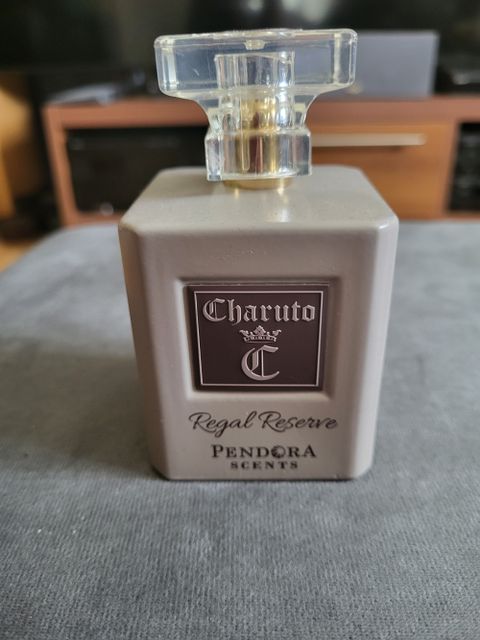 Charuto
C
Regal Reserve
PENDORA
SCENTS